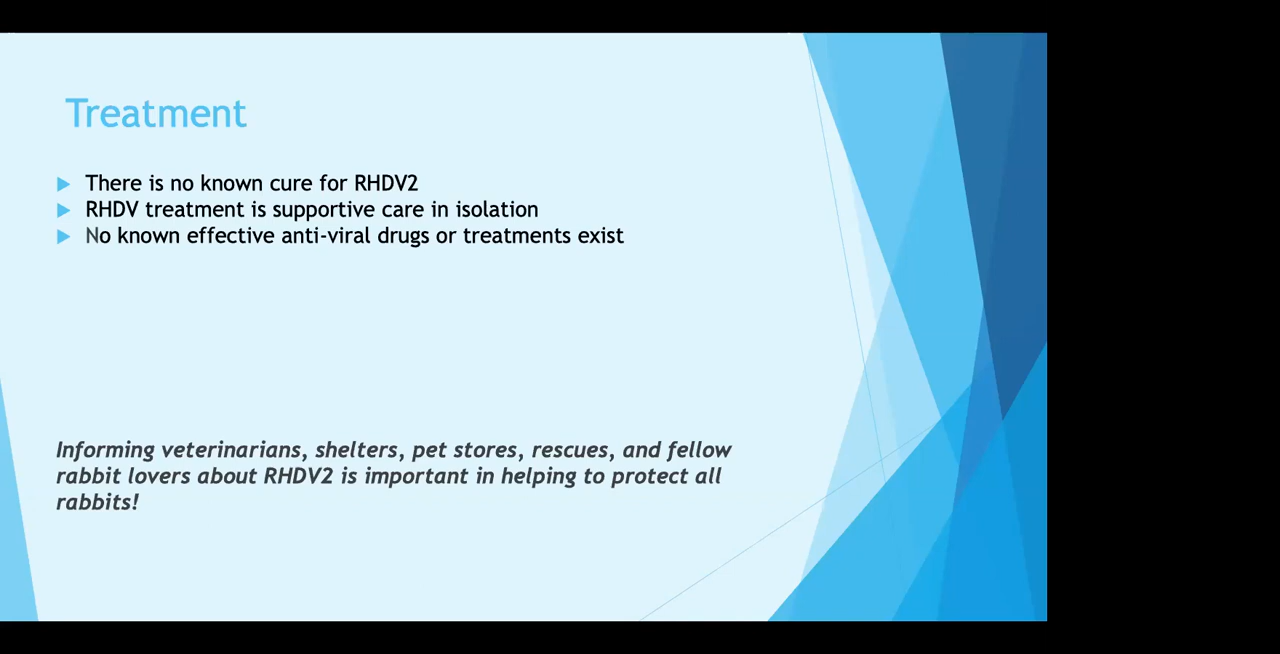 Treatment
There is no known cure for RHDV2
RHDV treatment is supportive care in isolation
No known effective anti-viral drugs or treatments exist
Informing veterinarians, shelters, pet stores, rescues, and fellow
rabbit lovers about RHDV2 is important in helping to protect all
rabbits!